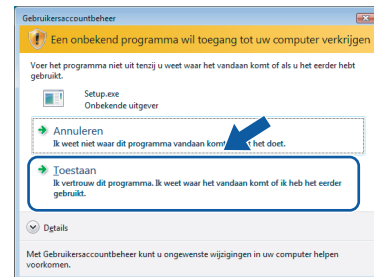 Gebruikersaccountbeheer
Een onbekend programma wil toegang tot uw computer verkrijgen
Voer het programma niet uit tenzij u weet waar het vandaan komt of als u het eerder hebt
gebruikt.
Setup.exe
Onbekende uitgever
Annuleren
Ik weet niet waar dit programma vandaan komt het doet.
Toestaan
Ik vertrouw dit programma. Ik weet waar het vandaan komt of ik heb het eerder
gebruikt.
Details
Met Gebruikersaccountbeheer kunt u ongewenste wijzigingen in uw computer helpen
voorkomen.